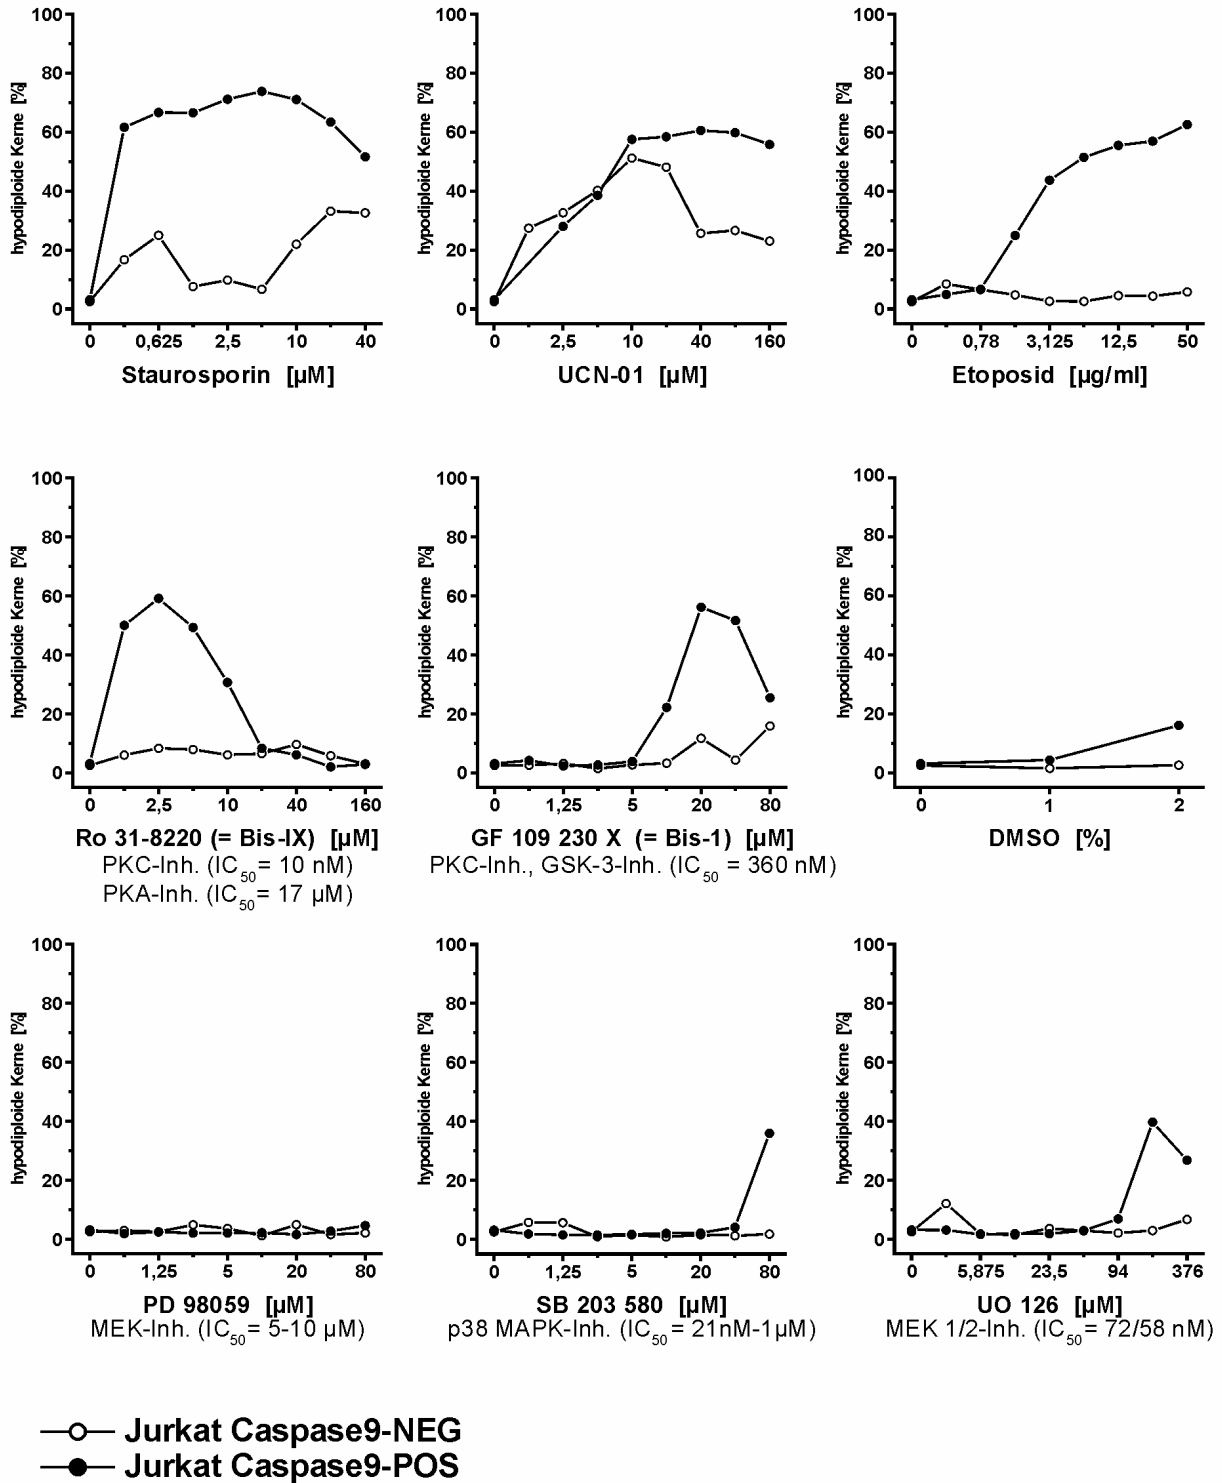 100
80
60
40
20
0
hypodiploide Kerne [%]
0 0,625 2,5 10 40
Staurosporin [µM]
100
80
60
40
20
0
hypodiploide Kerne [%]
0 2,5 10 40 160
UCN-01 [µM]
100
80
60
40
20
0
hypodiploide Kerne [%]
0 0,78 3,125 12,5 50
Etoposid [µg/ml]
100
80
60
40
20
0
hypodiploide Kerne [%]
0 2,5 10 40 160
Ro 31-8220 (= Bis-IX) [µM]
PKC-Inh. (IC50= 10 nM)
PKA-Inh. (IC50= 17 µM)
100
80
60
40
20
0
hypodiploide Kerne [%]
0 1,25 5 20 80
GF 109 230 X (= Bis-1) [µM]
PKC-Inh., GSK-3-Inh. (IC50 = 360 nM)
100
80
60
40
20
0
hypodiploide Kerne [%]
0 1 2
DMSO [%]
100
80
60
40
20
0
hypodiploide Kerne [%]
0 1,25 5 20 80
PD 98059 [µM]
MEK-Inh. (IC50= 5-10 µM)
100
80
60
40
20
0
hypodiploide Kerne [%]
0 1,25 5 20 80
SB 203 580 [µM]
p38 MAPK-Inh. (IC50= 21nM-1µM)
100
80
60
40
20
0
hypodiploide Kerne [%]
0 5,875 23,5 94 376
UO 126 [µM]
MEK 1/2-Inh. (IC50= 72/58 nM)
Jurkat Caspase9-NEG
Jurkat Caspase9-POS